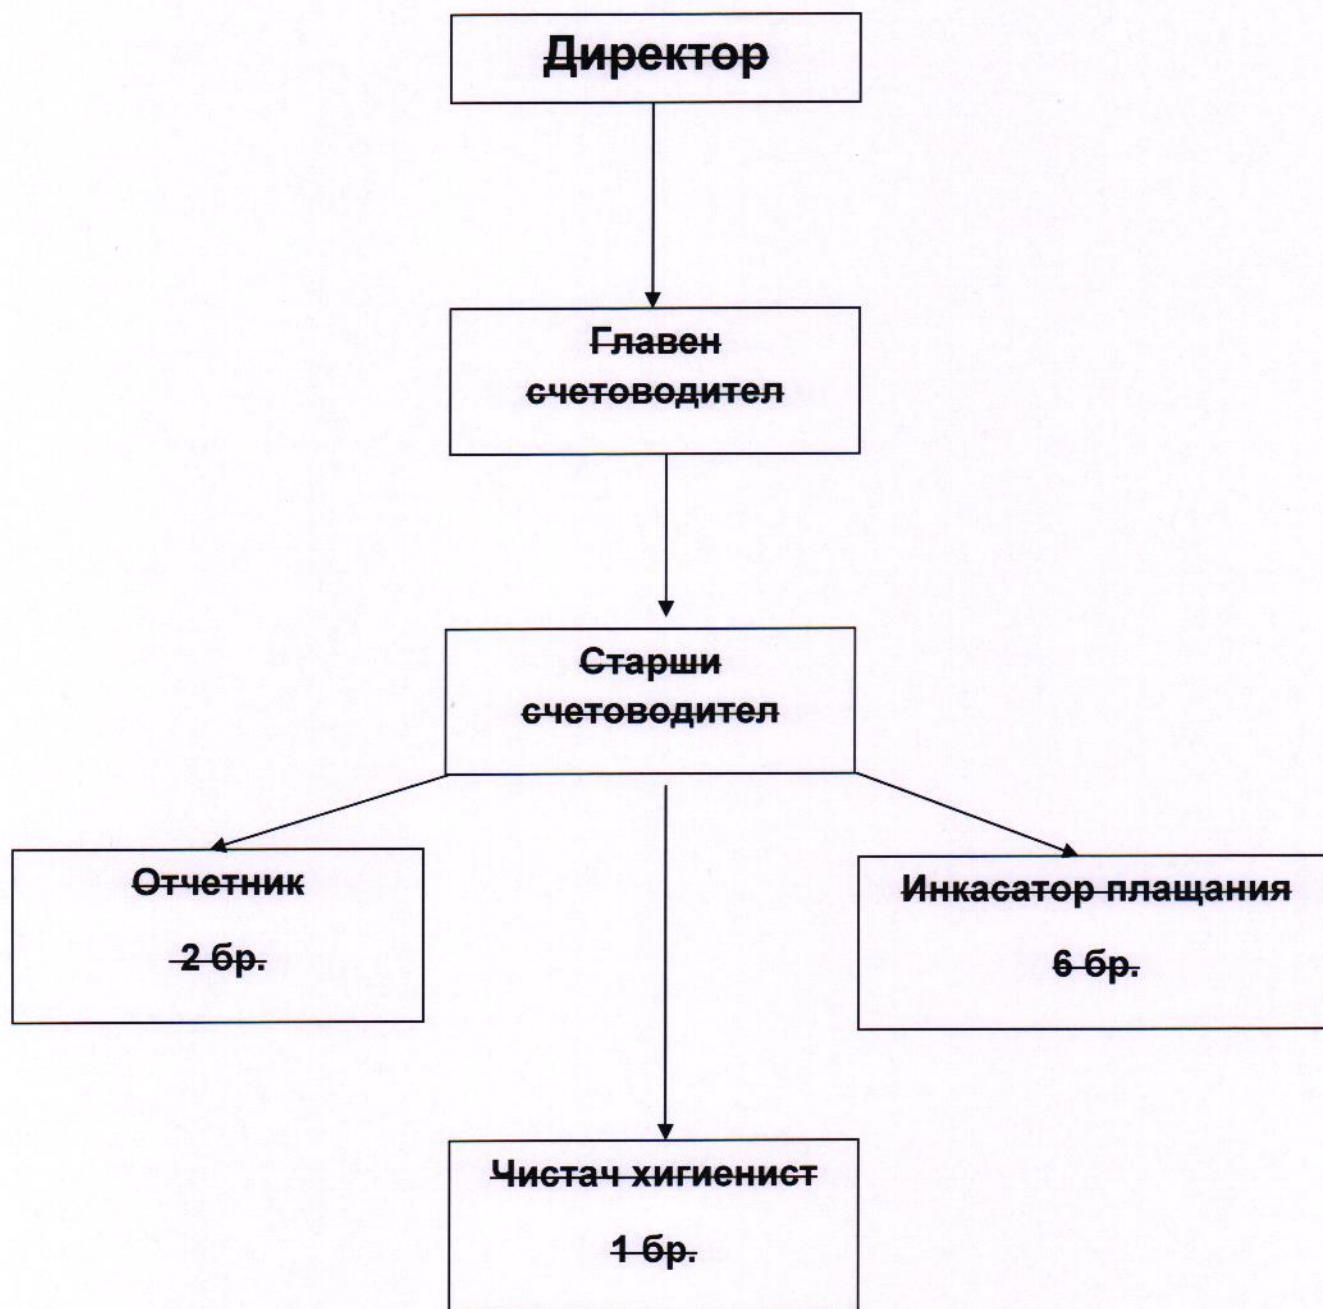 Директор
Главен
счетоводител
Старши
счетоводител
Отчетник
2 бр.
Инкасатор плащания
6 бр.
Чистач хигиенист
1 бр.